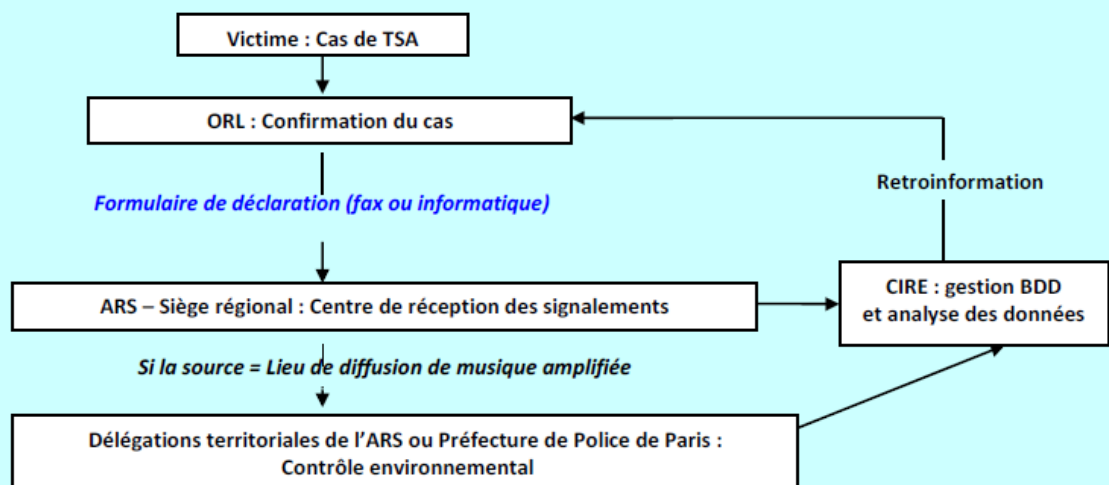 Victime : Cas de TSA
ORL : Confirmation du cas
Formulaire de déclaration (fax ou informatique)
Retroinformation
ARS – Siège régional : Centre de réception des signalements
CIRE : gestion BDD
et analyse des données
Si la source = Lieu de diffusion de musique amplifiée
Délégations territoriales de l’ARS ou Préfecture de Police de Paris :
Contrôle environnemental